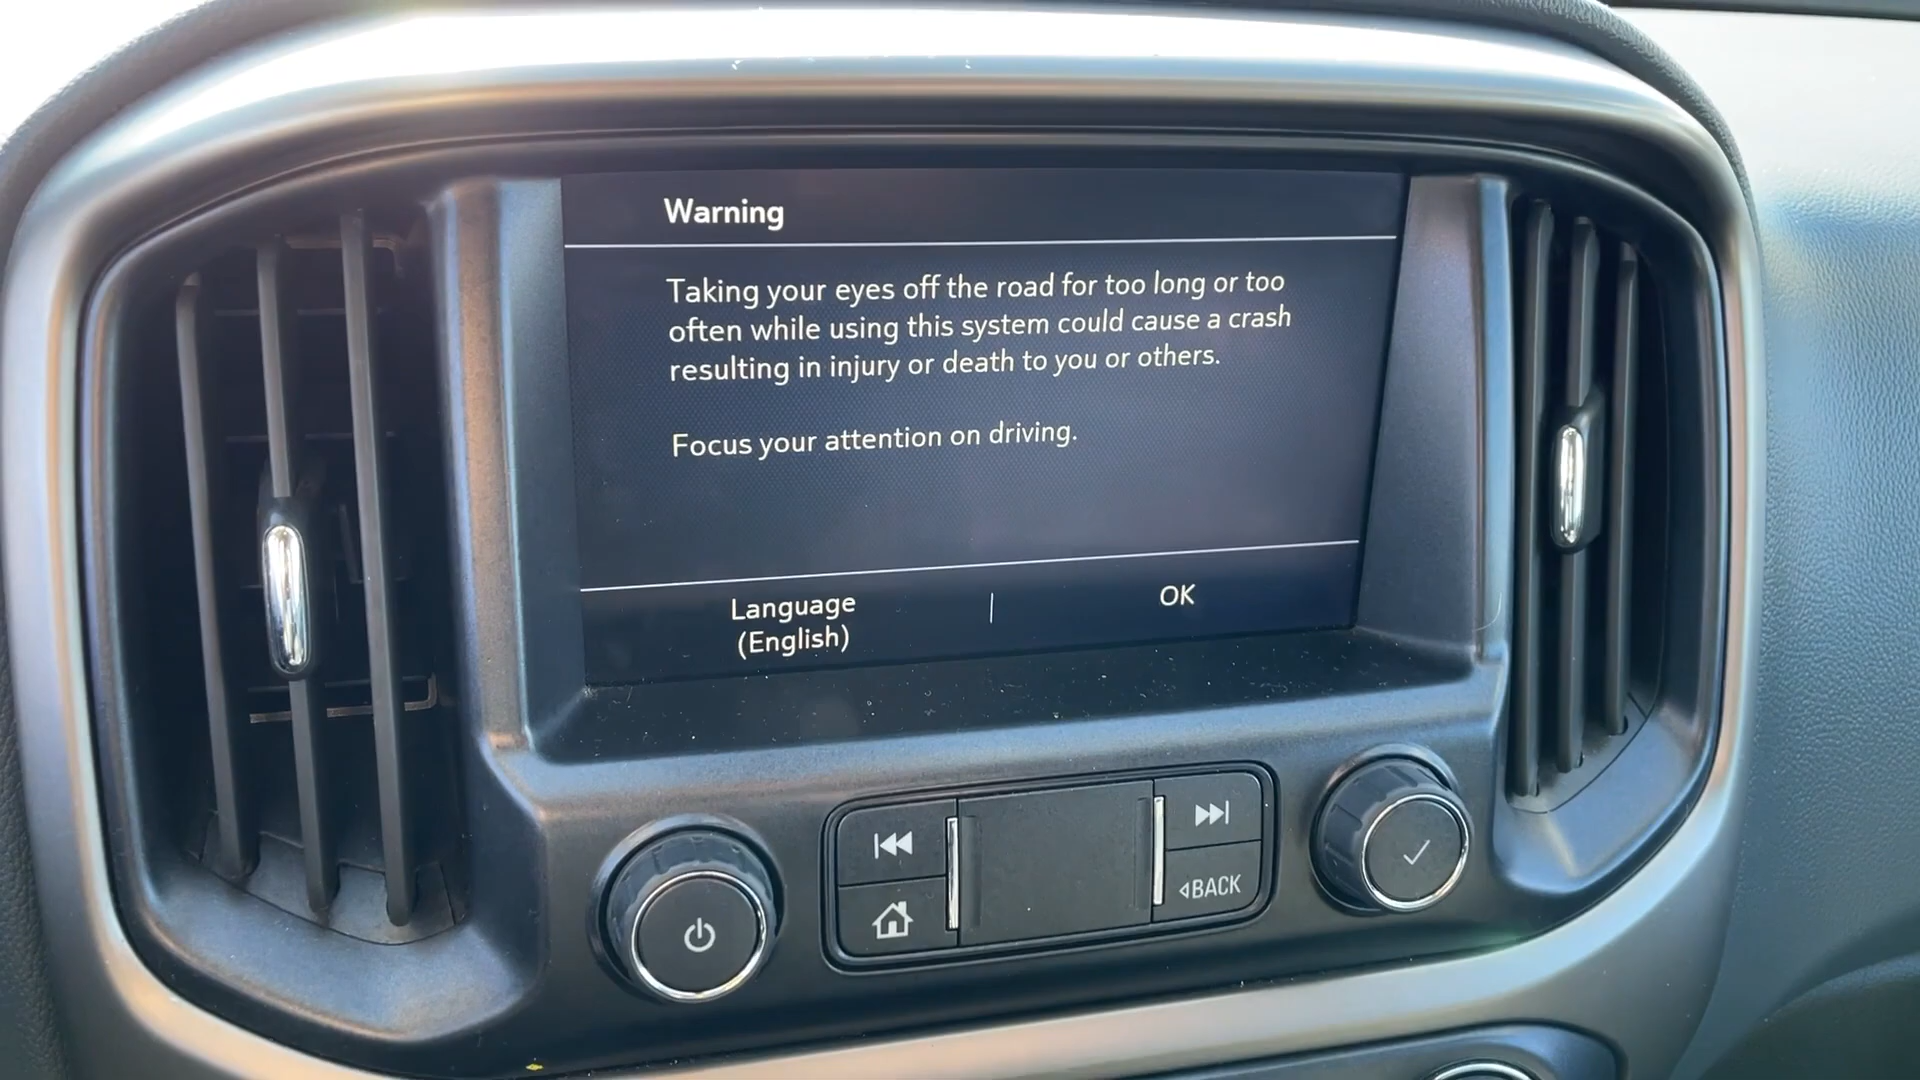 Warning
Taking your eyes off the road for too long or too
often while using this system could cause a crash
resulting in injury or death to you or others.
Focus your attention on driving.
Language
(English)
OK
BACK